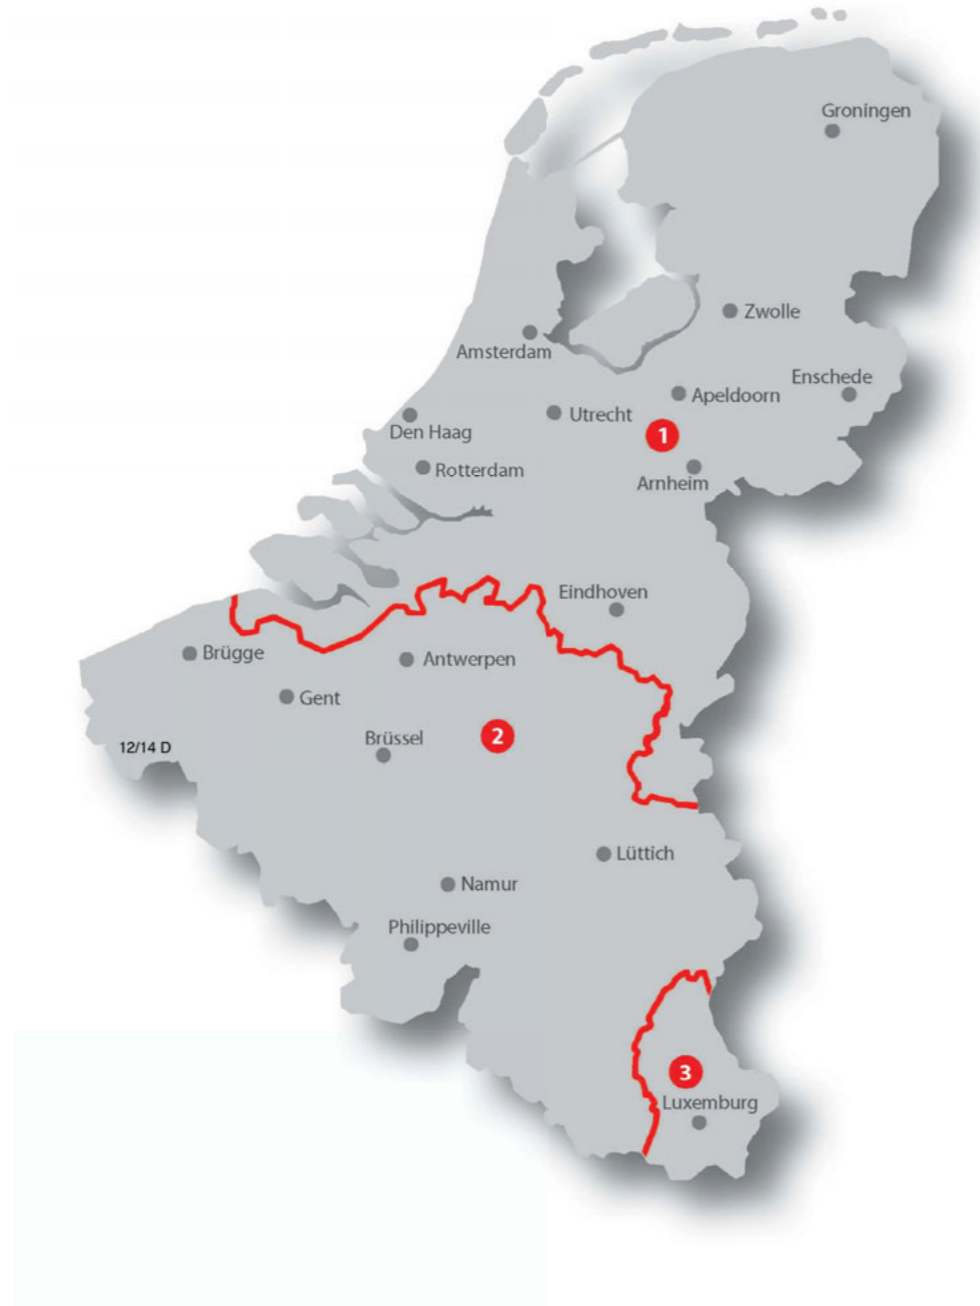 Groningen
Zwolle
Amsterdam
Enschede
Apeldoorn
Utrecht
1
Den Haag
Rotterdam
Arnheim
Eindhoven
Brügge
Antwerpen
Gent
Brüssel
2
12/14 D
Lüttich
Namur
Philippeville
3
Luxemburg